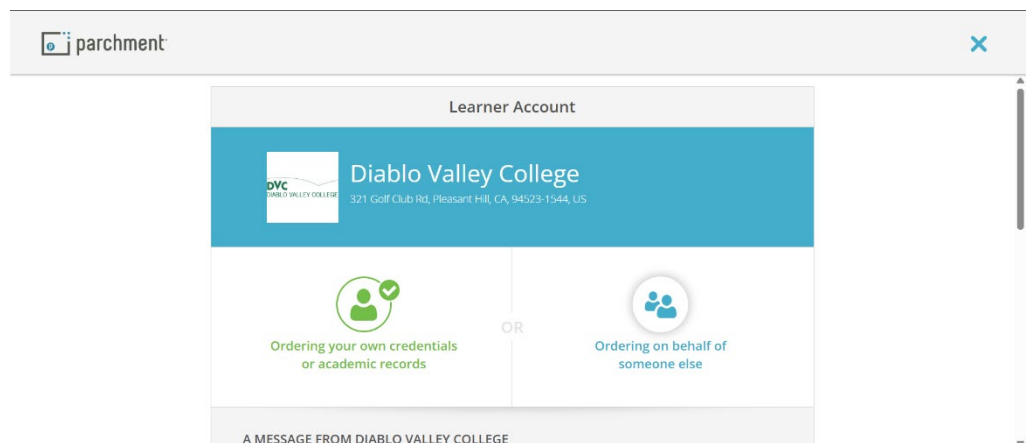 parchment
Learner Account
DVC
DIABLO VALLEY COLLEGE
Diablo Valley College
321 Golf Club Rd, Pleasant Hill, CA, 94523-1544, US
Ordering your own credentials
or academic records
OR
Ordering on behalf of
someone else
A MESSAGE FROM DIABLO VALLEY COLLEGE